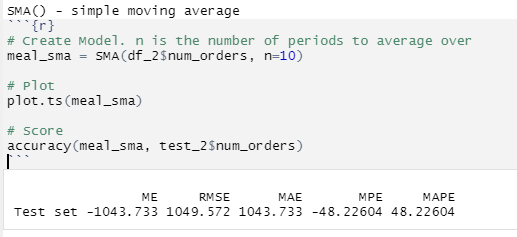 SMA() - simple moving average
```{r}
# Create Model. n is the number of periods to average over
meal_sma = SMA(df_2$num_orders, n=10)
# Plot
plot.ts(meal_sma)
# Score
accuracy(meal_sma, test_2$num_orders)
```
ME RMSE MAE MPE MAPE
Test set -1043.733 1049.572 1043.733 -48.22604 48.22604